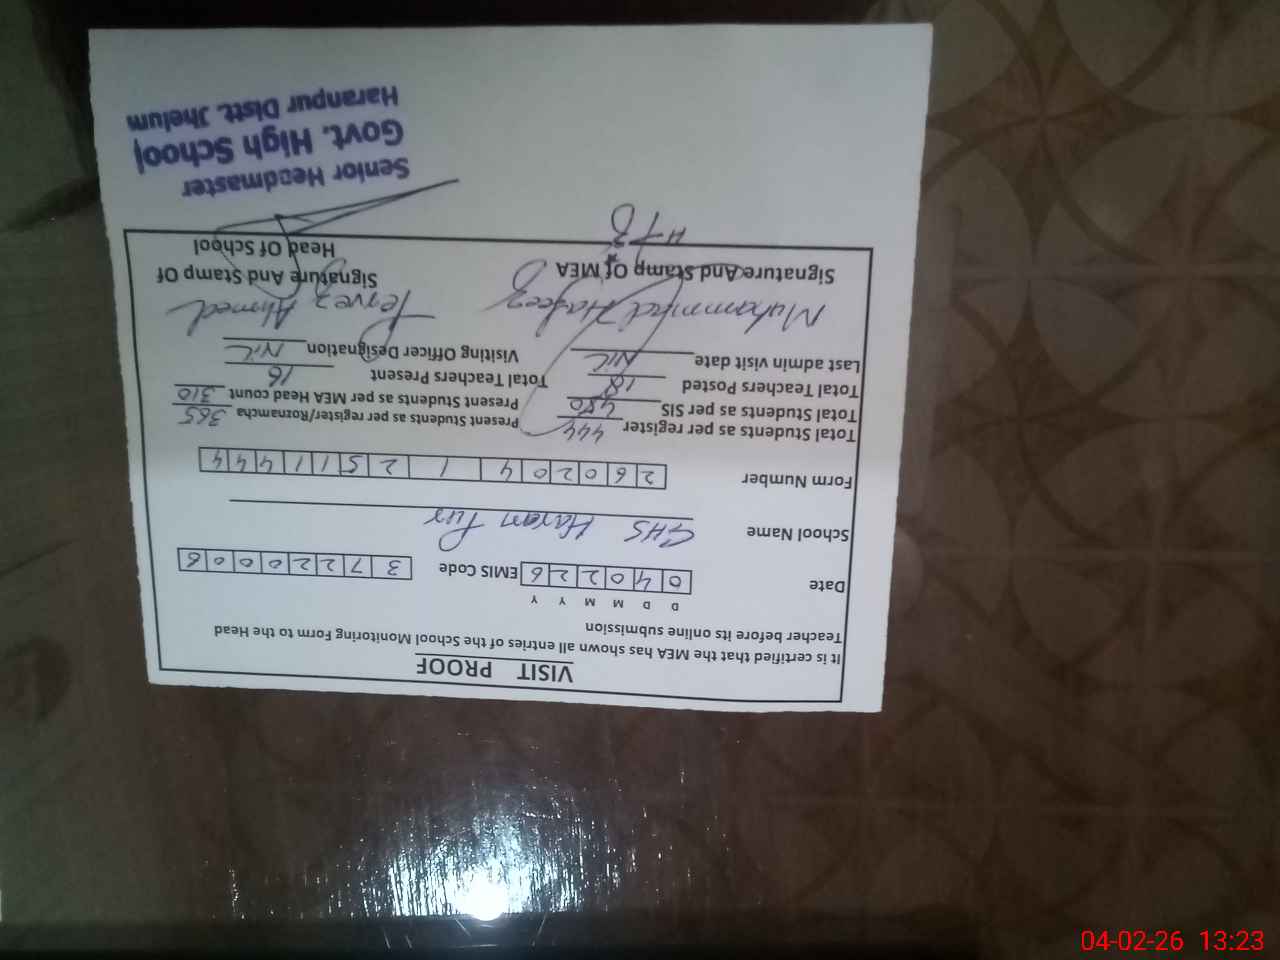 VISIT PROOF
It is certified that the MEA has shown all entries of the School Monitoring Form to the Head
Teacher before its online submission
D D M M Y Y
Date 0 4 0 2 2 6 EMIS Code 3 7 2 2 0 0 0 6
School Name GHS Haran Pur
Form Number 2 6 0 2 0 4 1 2 5 1 1 4 4 4
Total Students as per register 444 Present Students as per register/Roznamcha 365
Total Students as per SIS 480 Present Students as per MEA Head count 310
Total Teachers Posted 18 Total Teachers Present 16
Last admin visit date NIL Visiting Officer Designation NIL
Muhammad Hafeez Pervez Ahmed
Signature And Stamp Of MEA Signature And Stamp Of
Head Of School
Senior Headmaster
Govt. High School
Haranpur Distt. Jhelum
04-02-26 13:23